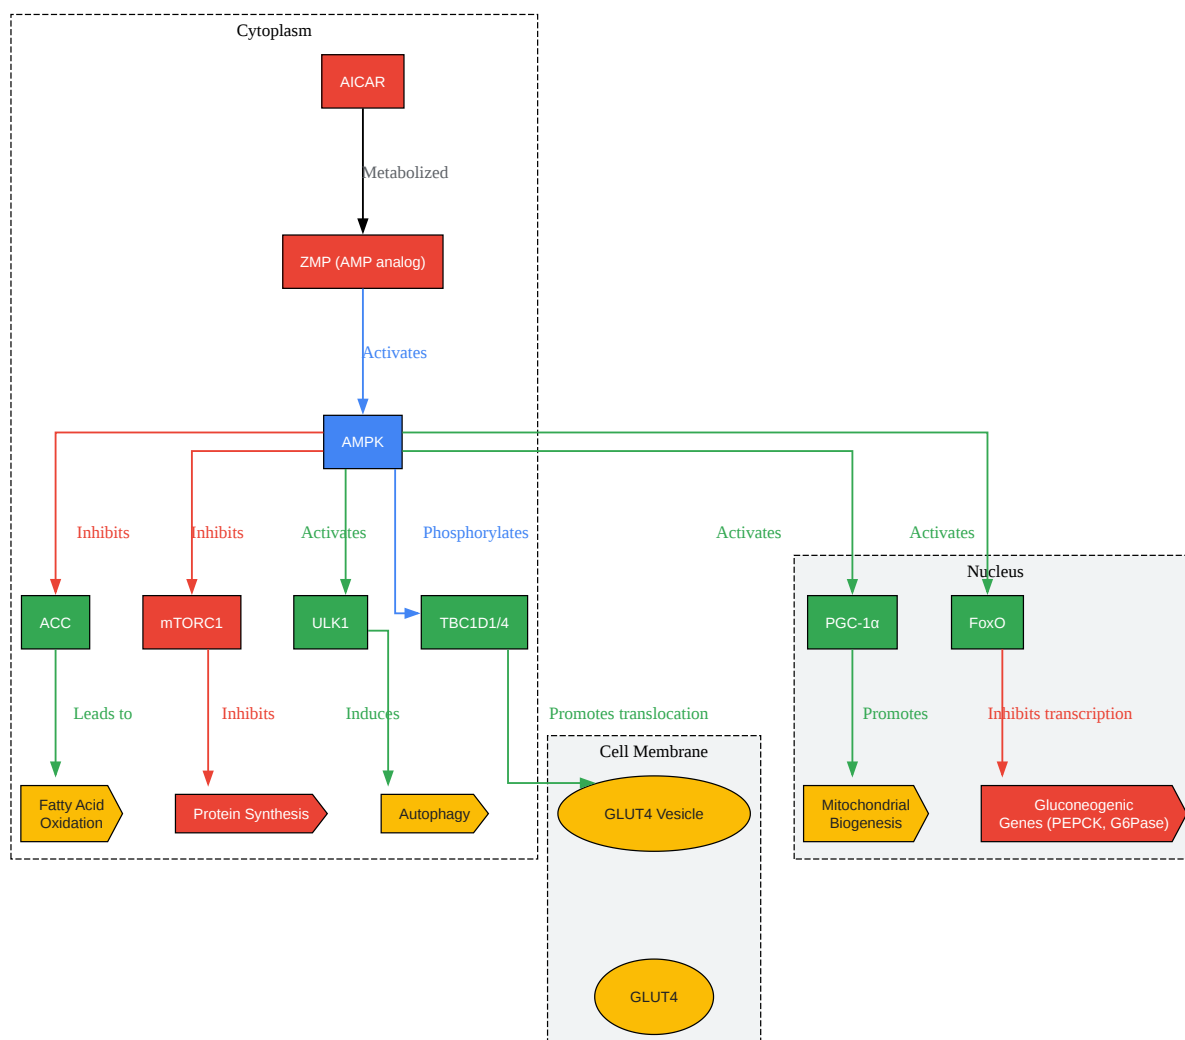 Cytoplasm
AICAR
Metabolized
ZMP (AMP analog)
Activates
AMPK
Inhibits
Inhibits
Activates
Phosphorylates
Activates
Activates
Nucleus
ACC
mTORC1
ULK1
TBC1D1/4
PGC-1α
FoxO
Leads to
Inhibits
Induces
Promotes translocation
Promotes
Inhibits transcription
Cell Membrane
Fatty Acid
Oxidation
Protein Synthesis
Autophagy
GLUT4 Vesicle
Mitochondrial
Biogenesis
Gluconeogenic
Genes (PEPCK, G6Pase)
GLUT4